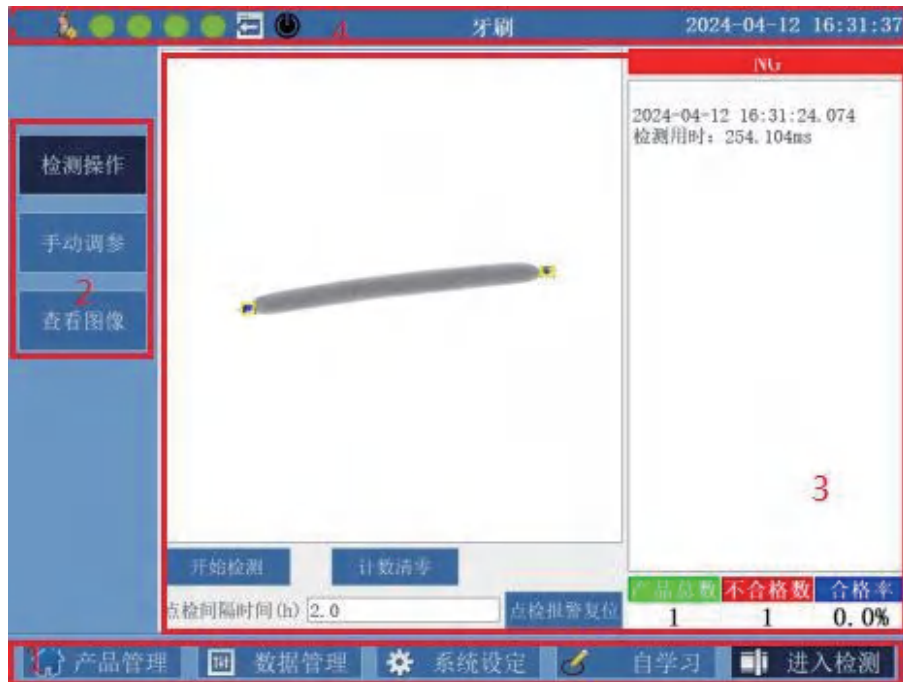 牙刷 2024-04-12 16:31:37
NG
2024-04-12 16:31:24.074
检测用时: 254.104ms
检测操作
手动调参
2
查看图像
3
开始检测 计数清零
点检间隔时间(h) 2.0 点检报警复位
产品总数 不合格数 合格率
1 1 0.0%
产品管理 数据管理 系统设定 自学习 进入检测